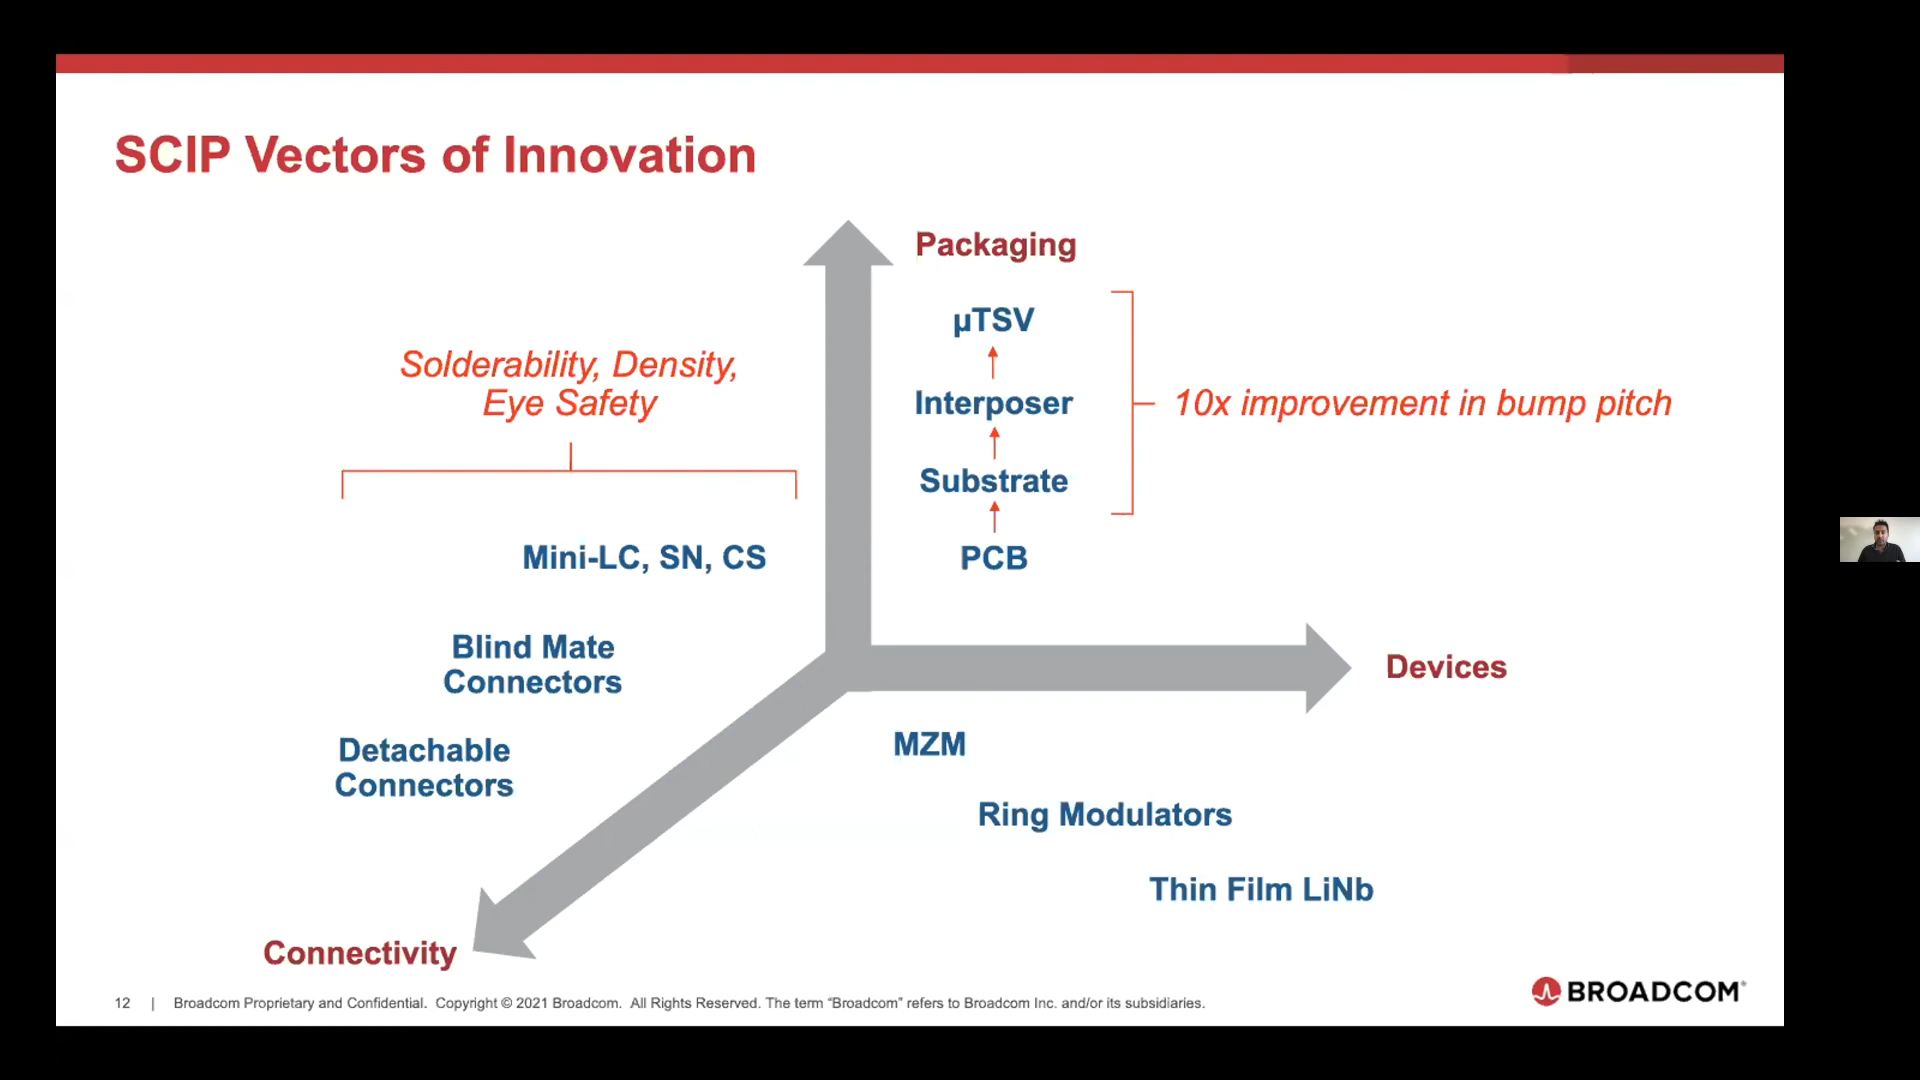 SCIP Vectors of Innovation
Packaging
µTSV
Interposer
Substrate
PCB
10x improvement in bump pitch
Solderability, Density,
Eye Safety
Mini-LC, SN, CS
Blind Mate
Connectors
Detachable
Connectors
Connectivity
Devices
MZM
Ring Modulators
Thin Film LiNb
12 | Broadcom Proprietary and Confidential. Copyright © 2021 Broadcom. All Rights Reserved. The term “Broadcom” refers to Broadcom Inc. and/or its subsidiaries.
BROADCOM®